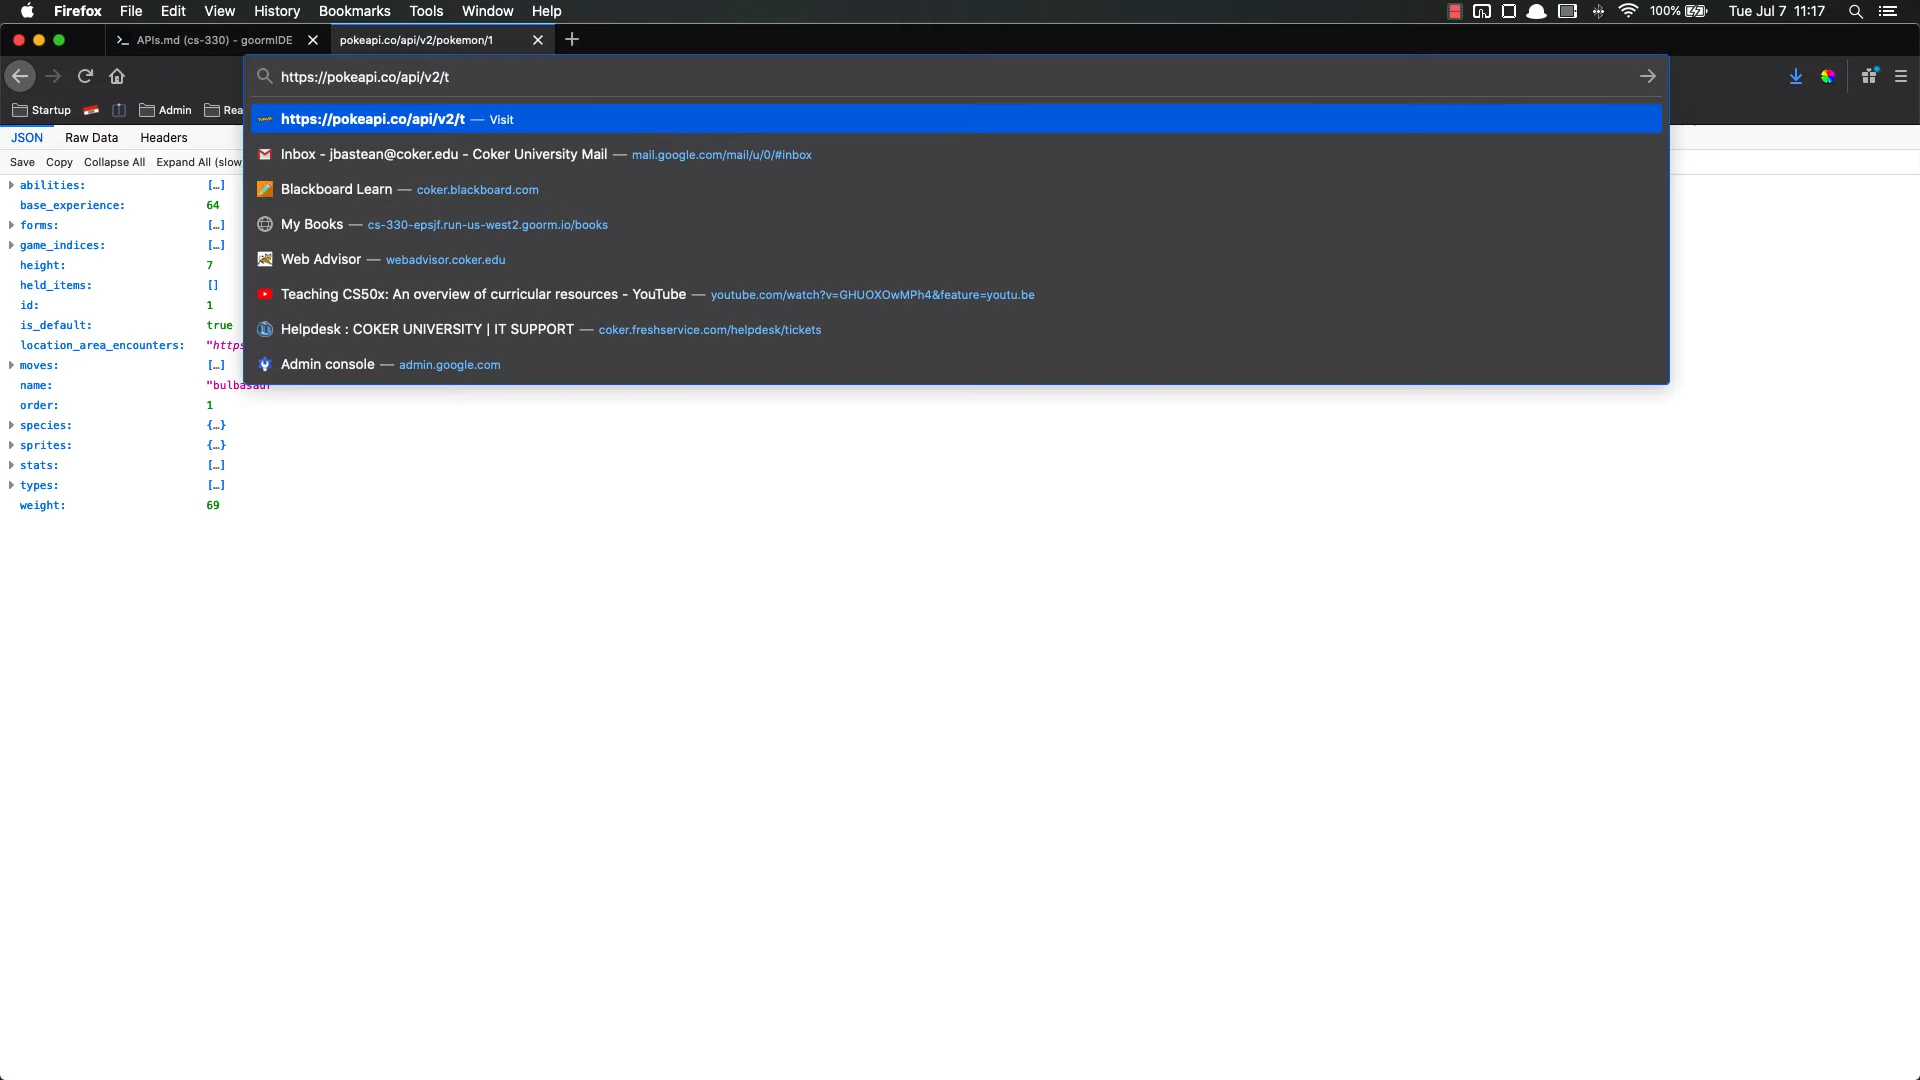 Firefox File Edit View History Bookmarks Tools Window Help 100% Tue Jul 7 11:17
APIs.md (cs-330) - goormIDE pokeapi.co/api/v2/pokemon/1
https://pokeapi.co/api/v2/t
Startup Admin Rea
https://pokeapi.co/api/v2/t — Visit
Inbox - jbastean@coker.edu - Coker University Mail — mail.google.com/mail/u/0/#inbox
Blackboard Learn — coker.blackboard.com
My Books — cs-330-epsjf.run-us-west2.goorm.io/books
Web Advisor — webadvisor.coker.edu
Teaching CS50x: An overview of curricular resources - YouTube — youtube.com/watch?v=GHUOXOwMPh4&feature=youtu.be
Helpdesk : COKER UNIVERSITY | IT SUPPORT — coker.freshservice.com/helpdesk/tickets
Admin console — admin.google.com
JSON Raw Data Headers
Save Copy Collapse All Expand All (slow
abilities: […]
base_experience: 64
forms: […]
game_indices: […]
height: 7
held_items: []
id: 1
is_default: true
location_area_encounters: "https
moves: […]
name: "bulbasaur
order: 1
species: {…}
sprites: {…}
stats: […]
types: […]
weight: 69